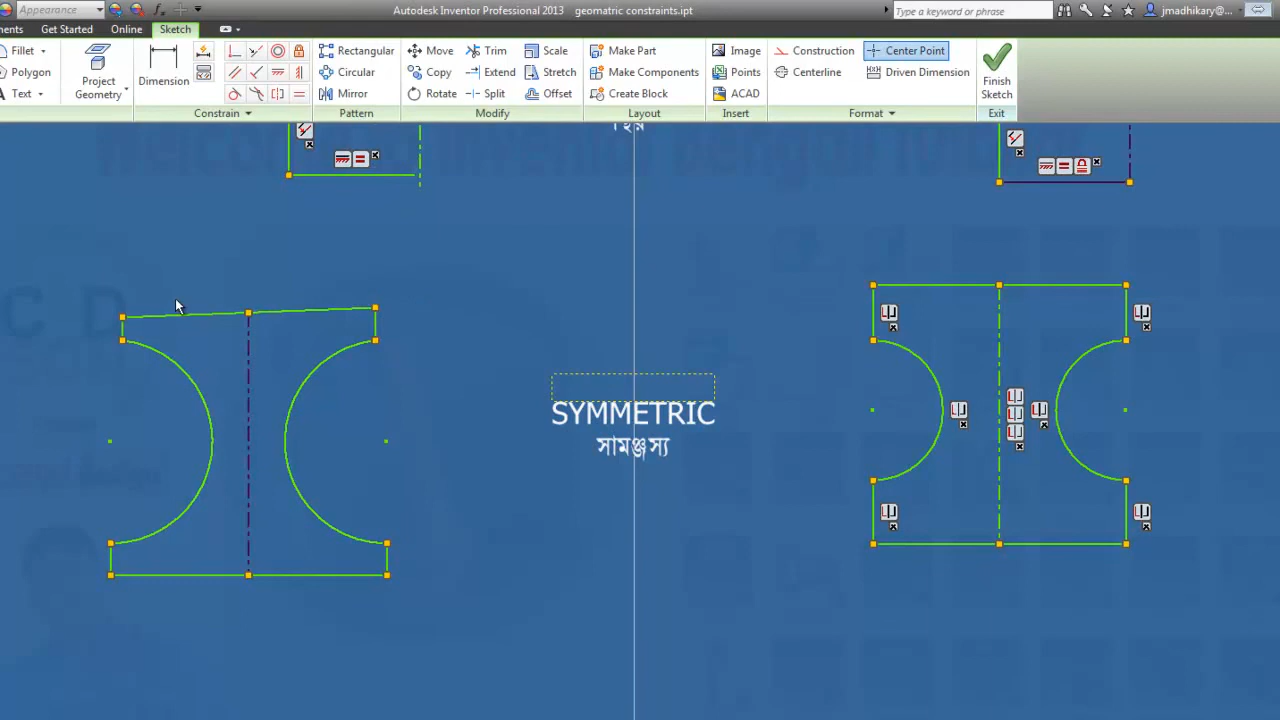 Appearance
Autodesk Inventor Professional 2013 geometric constraints.ipt
Type a keyword or phrase
jmadhikary@...
Get Started
Online
Sketch
Fillet
Polygon
Text
Project Geometry
Dimension
Constrain
Rectangular
Circular
Mirror
Pattern
Move
Copy
Rotate
Trim
Extend
Split
Scale
Stretch
Offset
Modify
Make Part
Make Components
Create Block
Layout
Image
Points
ACAD
Insert
Construction
Centerline
Center Point
Driven Dimension
Format
Finish Sketch
Exit
SYMMETRIC
সামঞ্জস্য